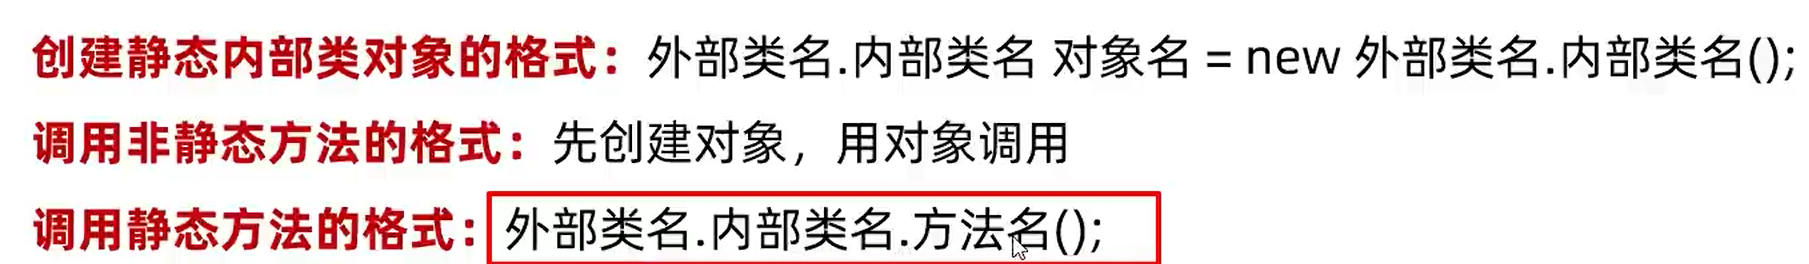 创建静态内部类对象的格式：外部类名.内部类名 对象名 = new 外部类名.内部类名();
调用非静态方法的格式：先创建对象，用对象调用
调用静态方法的格式：外部类名.内部类名.方法名();